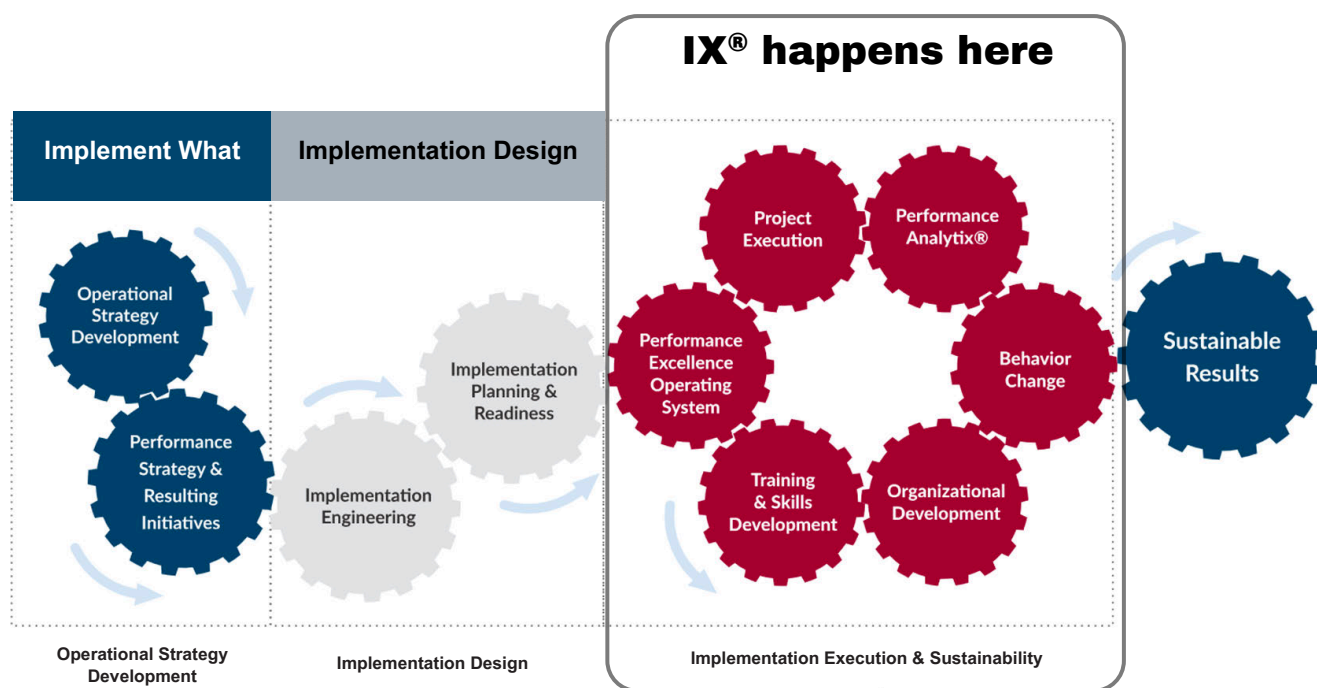 IX® happens here
Implement What
Implementation Design
Operational
Strategy
Development
Performance
Strategy &
Resulting
Initiatives
Implementation
Engineering
Implementation
Planning &
Readiness
Project
Execution
Performance
Analytix®
Performance
Excellence
Operating
System
Behavior
Change
Training
& Skills
Development
Organizational
Development
Sustainable
Results
Operational Strategy
Development
Implementation Design
Implementation Execution & Sustainability